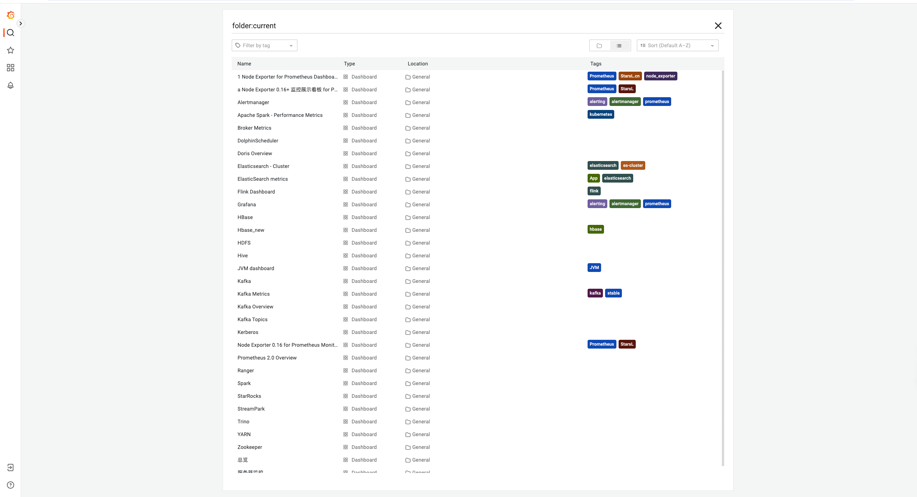 folder:current
Filter by tag
Sort (Default A–Z)
Name Type Location Tags
1 Node Exporter for Prometheus Dashboa... Dashboard General Prometheus StarsL_cn node_exporter
a Node Exporter 0.16+ 监控展示看板 for P... Dashboard General Prometheus StarsL
Alertmanager Dashboard General alerting alertmanager prometheus
Apache Spark - Performance Metrics Dashboard General kubernetes
Broker Metrics Dashboard General
DolphinScheduler Dashboard General
Doris Overview Dashboard General
Elasticsearch - Cluster Dashboard General elasticsearch es-cluster
ElasticSearch metrics Dashboard General App elasticsearch
Flink Dashboard Dashboard General flink
Grafana Dashboard General alerting alertmanager prometheus
HBase Dashboard General
Hbase_new Dashboard General hbase
HDFS Dashboard General
Hive Dashboard General
JVM dashboard Dashboard General JVM
Kafka Dashboard General
Kafka Metrics Dashboard General kafka stable
Kafka Overview Dashboard General
Kafka Topics Dashboard General
Kerberos Dashboard General
Node Exporter 0.16 for Prometheus Monit... Dashboard General Prometheus StarsL
Prometheus 2.0 Overview Dashboard General
Ranger Dashboard General
Spark Dashboard General
StarRocks Dashboard General
StreamPark Dashboard General
Trino Dashboard General
YARN Dashboard General
Zookeeper Dashboard General
总览 Dashboard General
Dashboard General